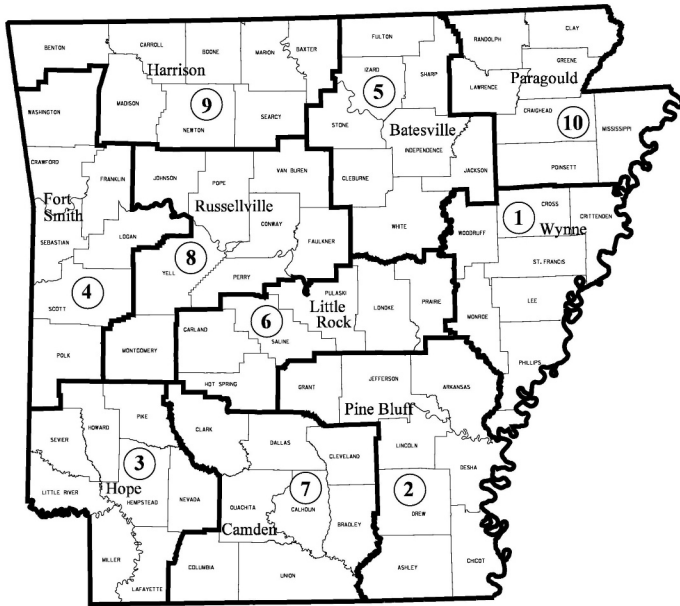 BENTON
CARROLL
BOONE
MARION
BAXTER
FULTON
RANDOLPH
CLAY
Harrison
IZARD
SHARP
GREENE
Paragould
LAWRENCE
MADISON
9
5
WASHINGTON
NEWTON
SEARCY
STONE
Batesville
CRAIGHEAD
10
MISSISSIPPI
INDEPENDENCE
CRAWFORD
FRANKLIN
JOHNSON
POPE
VAN BUREN
CLEBURNE
JACKSON
POINSETT
Fort
Smith
Russellville
CROSS
1
CRITTENDEN
LOGAN
CONWAY
WHITE
WOODRUFF
Wynne
SEBASTIAN
FAULKNER
8
ST. FRANCIS
YELL
PERRY
4
PULASKI
PRAIRIE
SCOTT
6
Little
Rock
LONOKE
LEE
GARLAND
SALINE
MONROE
MONTGOMERY
POLK
PHILLIPS
HOT SPRING
GRANT
JEFFERSON
ARKANSAS
PIKE
Pine Bluff
SEVIER
HOWARD
CLARK
DALLAS
LINCOLN
CLEVELAND
3
DESHA
LITTLE RIVER
Hope
7
2
HEMPSTEAD
NEVADA
OUACHITA
CALHOUN
DREW
Camden
BRADLEY
MILLER
COLUMBIA
UNION
ASHLEY
CHICOT
LAFAYETTE